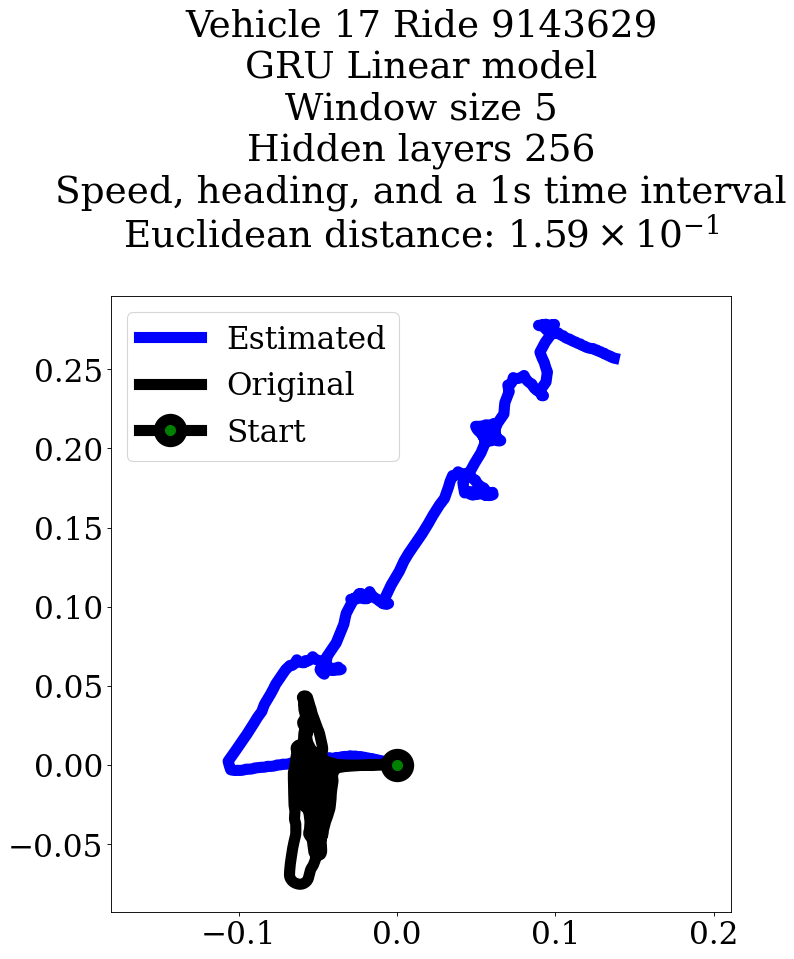 Vehicle 17 Ride 9143629
GRU Linear model
Window size 5
Hidden layers 256
Speed, heading, and a 1s time interval
Euclidean distance: 1.59 × 10⁻¹
Estimated
Original
Start
0.25
0.20
0.15
0.10
0.05
0.00
−0.05
−0.1 0.0 0.1 0.2